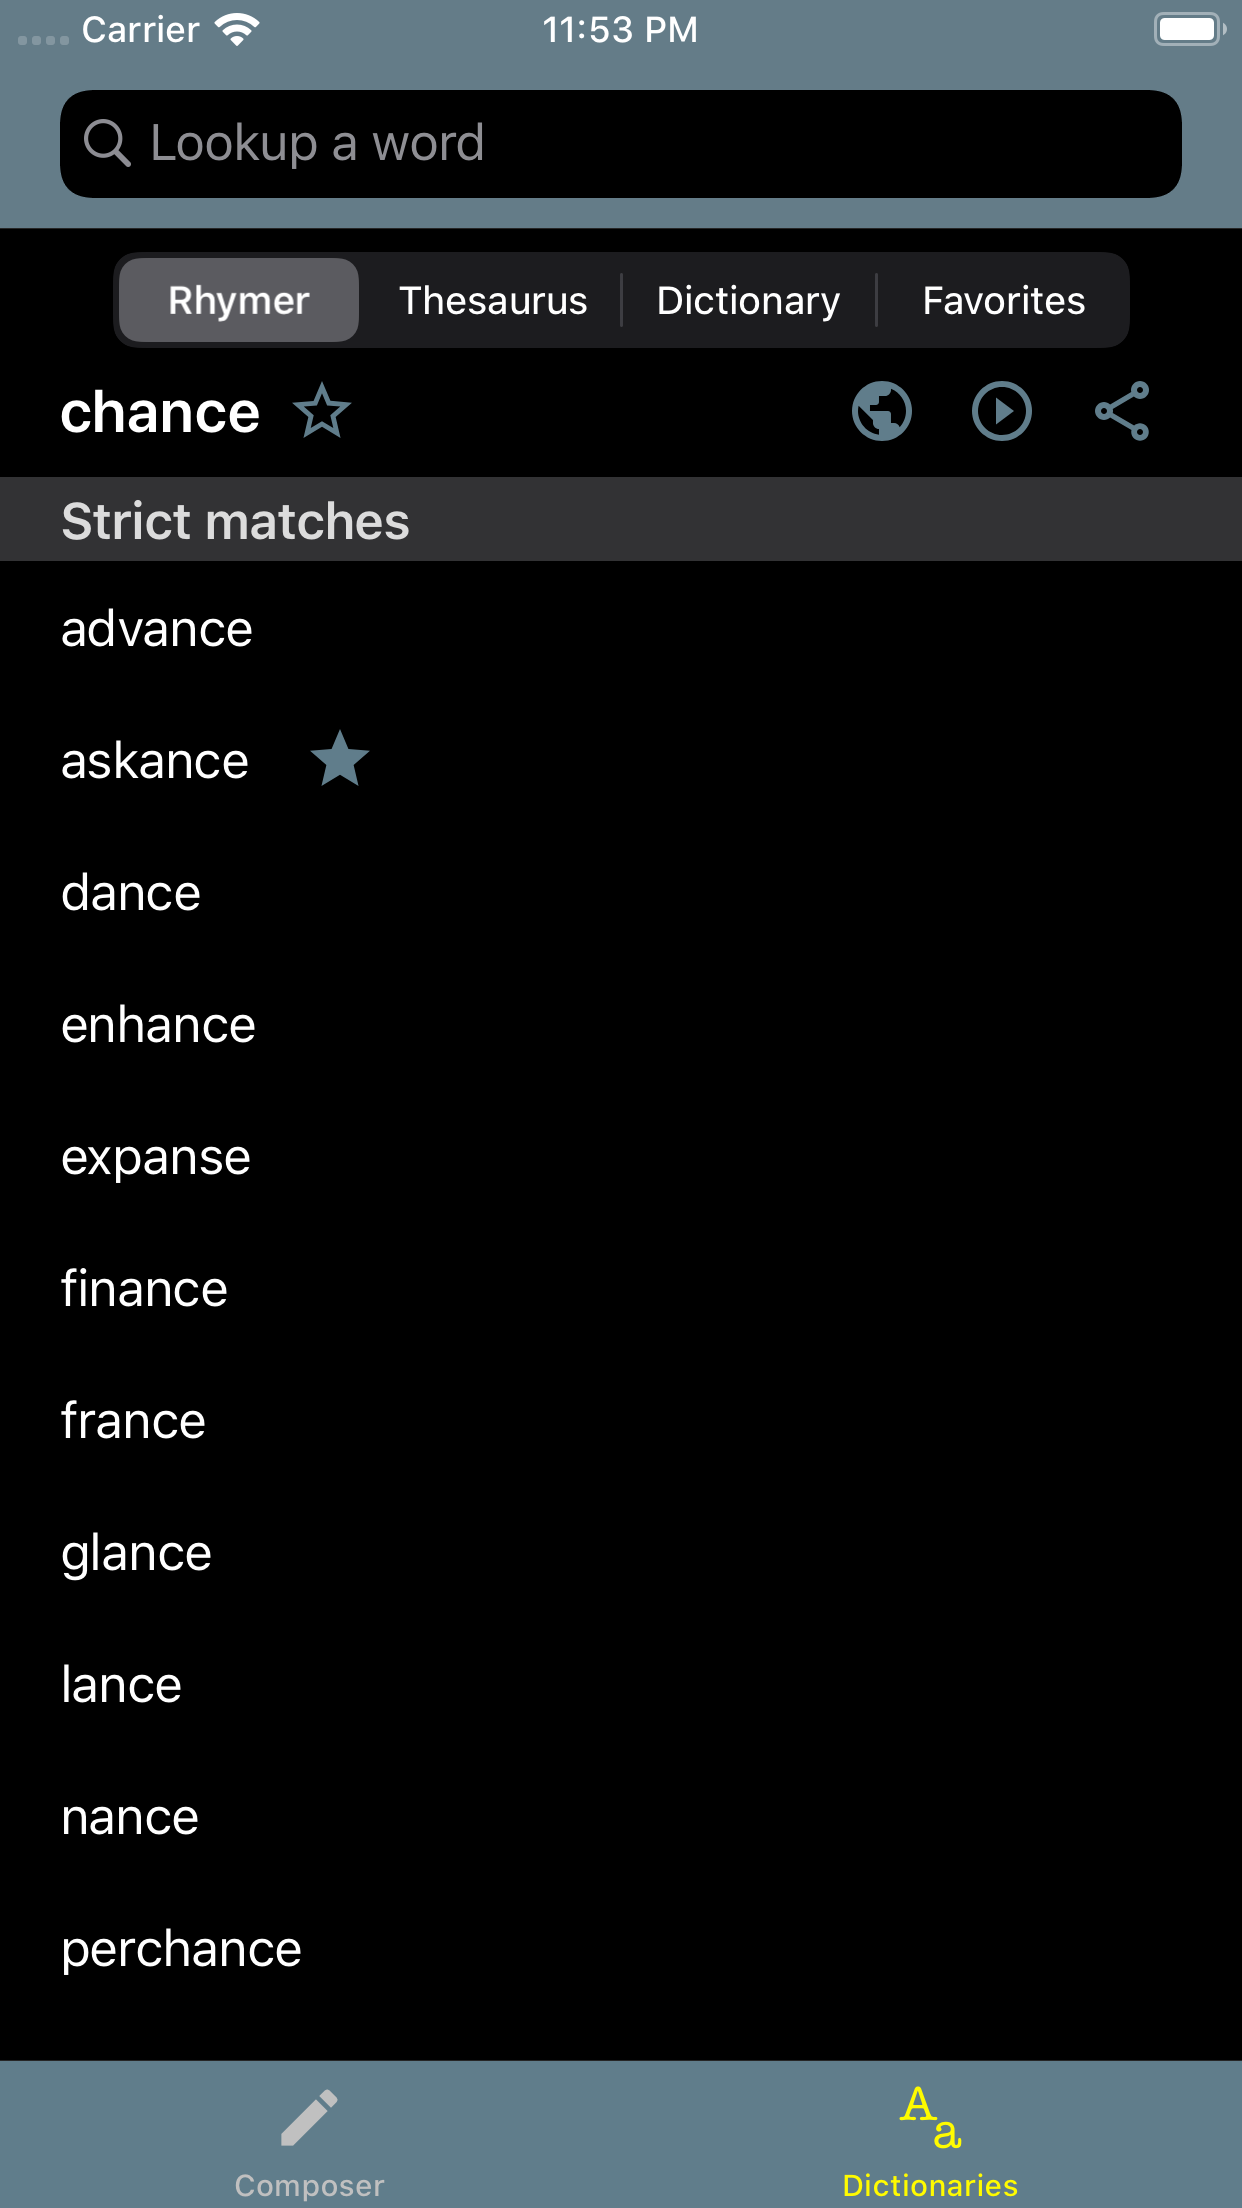 Carrier 11:53 PM
Lookup a word
Rhymer Thesaurus Dictionary Favorites
chance
Strict matches
advance
askance
dance
enhance
expanse
finance
france
glance
lance
nance
perchance
Aa
Composer Dictionaries